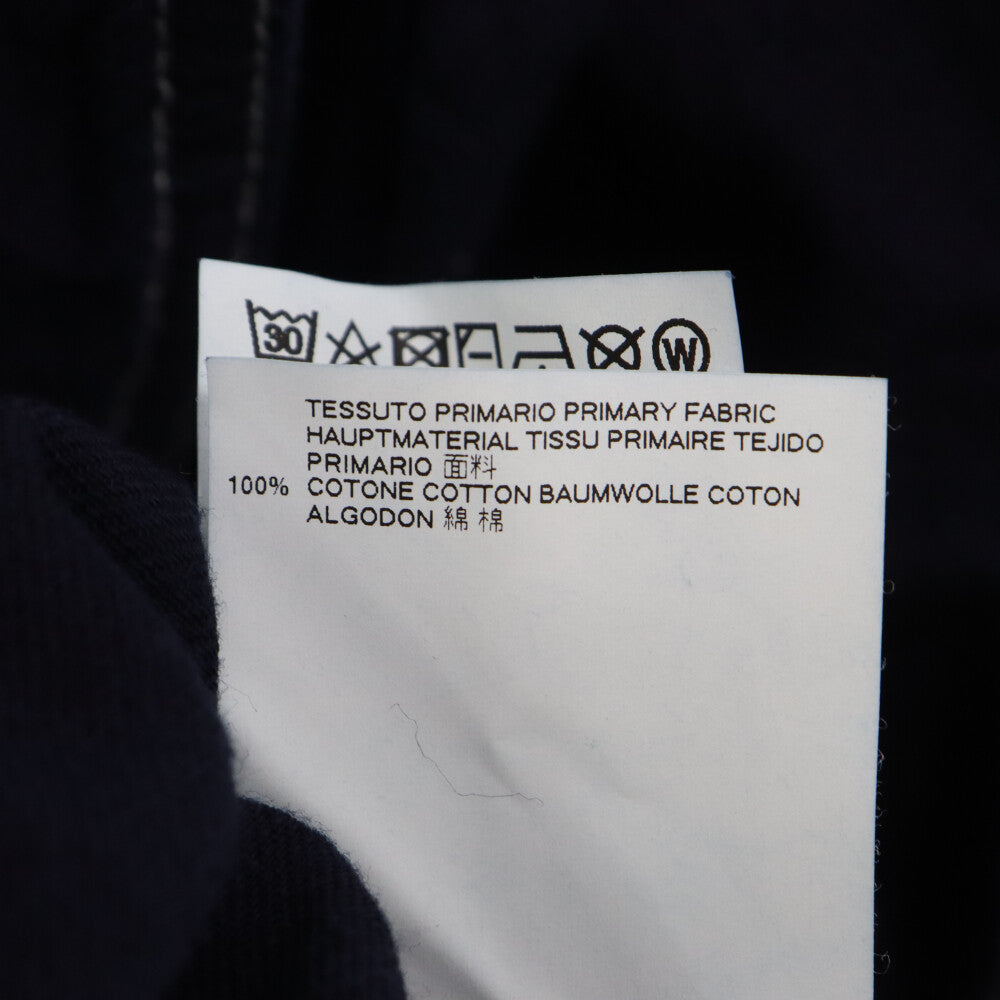 30 W
TESSUTO PRIMARIO PRIMARY FABRIC
HAUPTMATERIAL TISSU PRIMAIRE TEJIDO
PRIMARIO 面料
100% COTONE COTTON BAUMWOLLE COTON
ALGODON 綿 棉